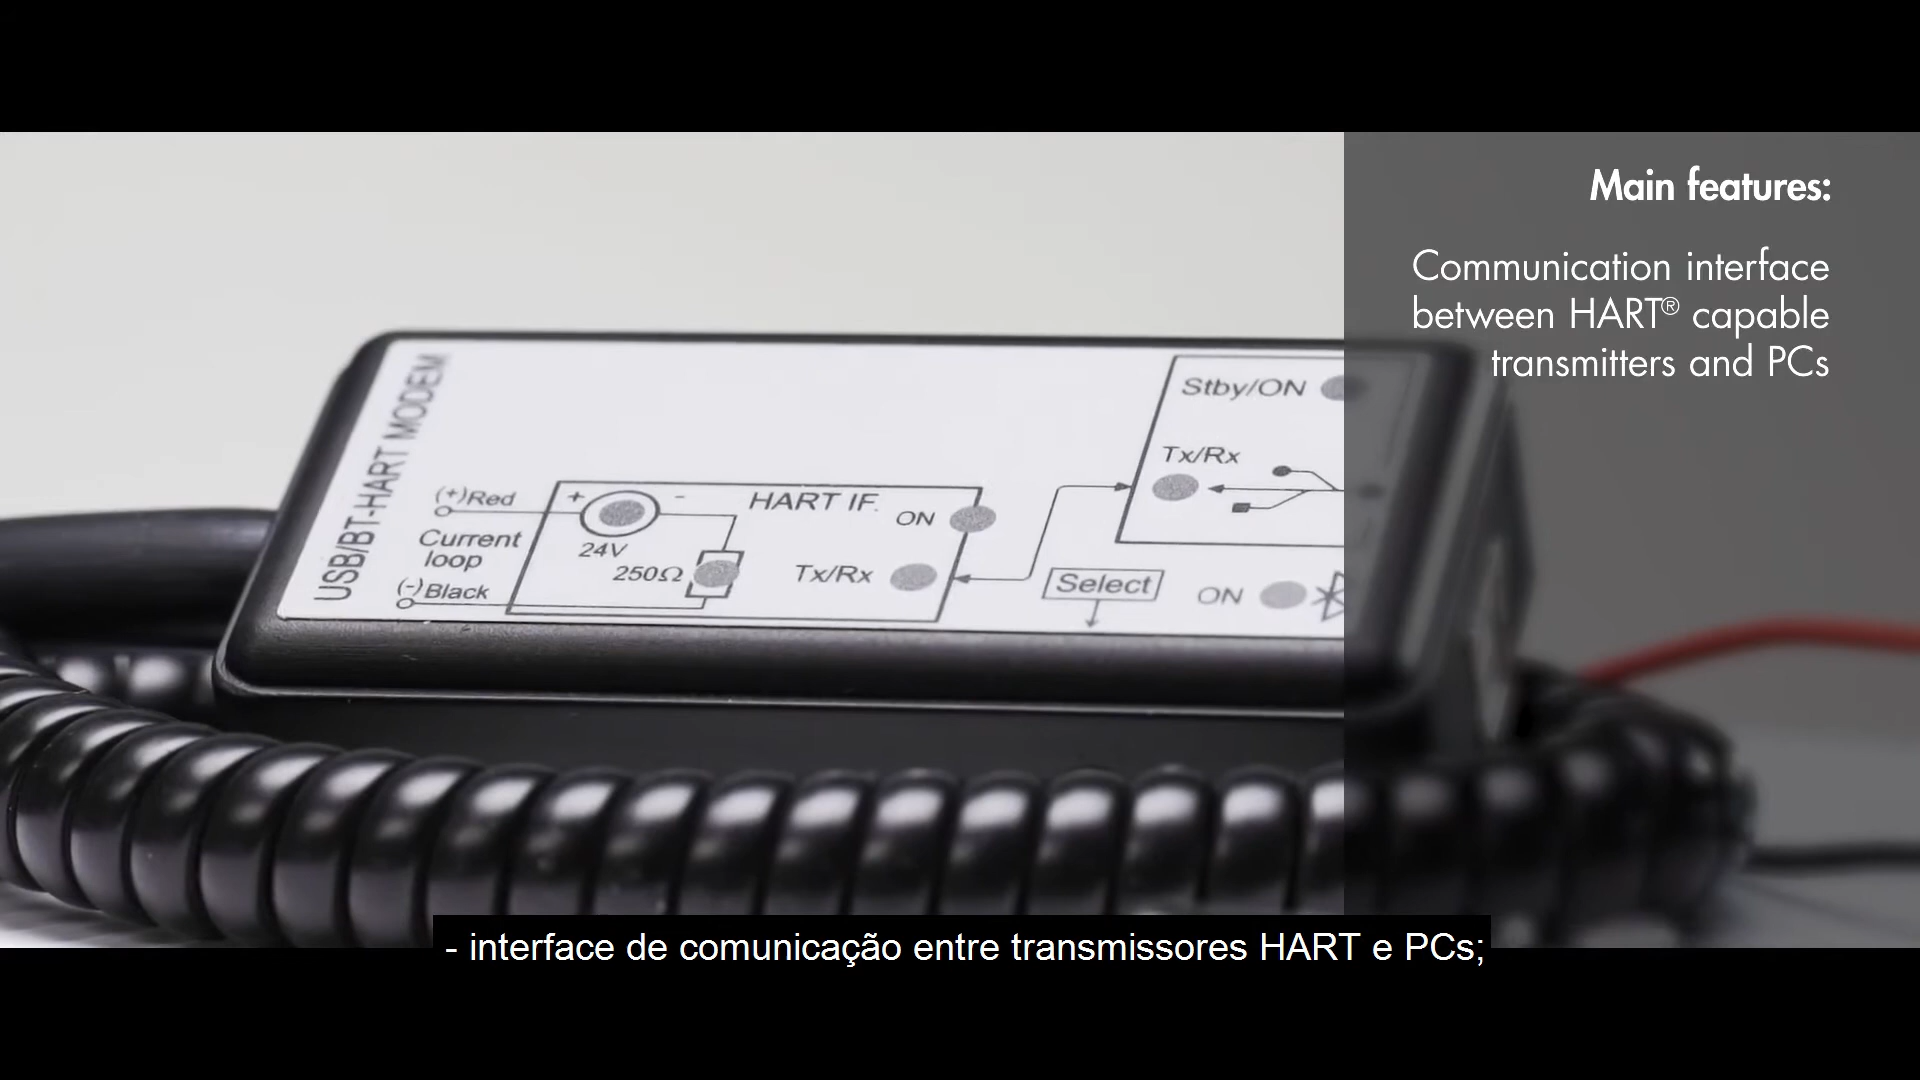 Main features:
Communication interface
between HART® capable
transmitters and PCs
USB/BT-HART MODEM
Stby/ON
Tx/Rx
(+)Red
+
-
HART IF.
ON
Current
loop
24V
250Ω
Tx/Rx
(-)Black
Select
ON
- interface de comunicação entre transmissores HART e PCs;